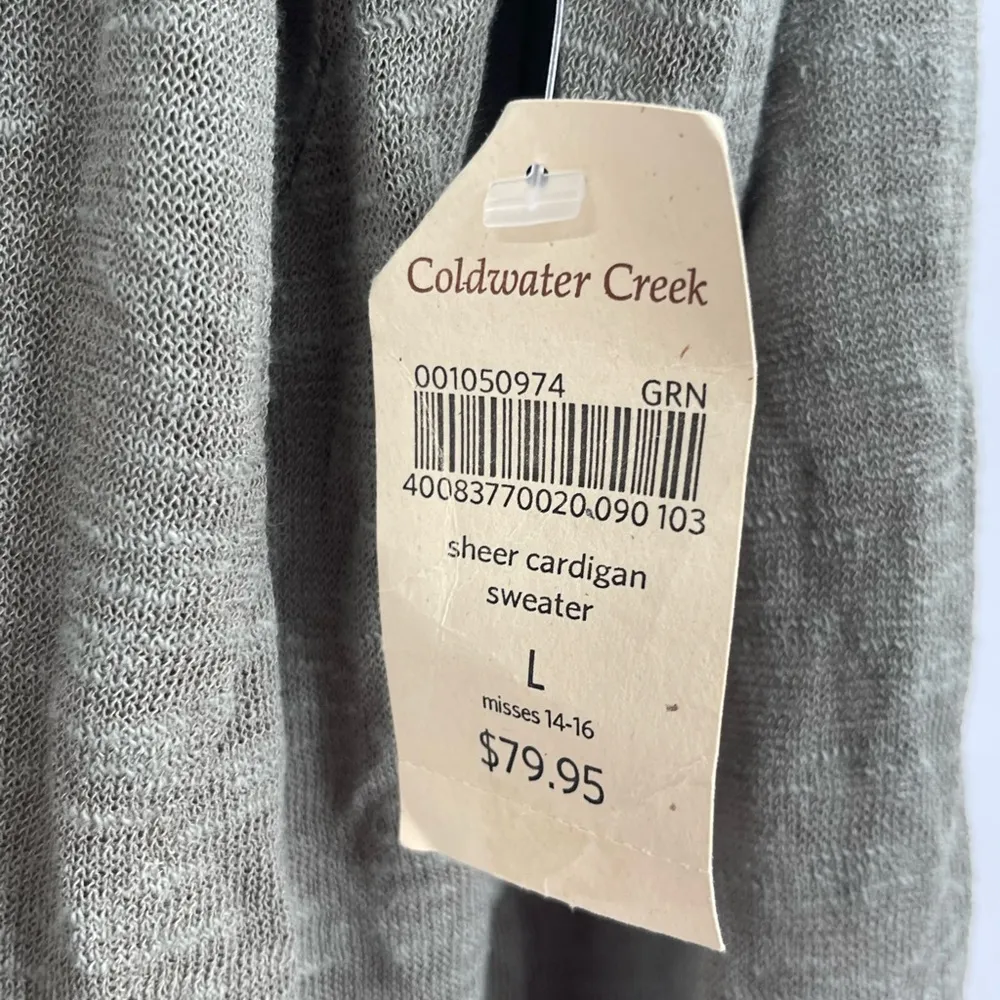 Coldwater Creek
001050974 GRN
40083770020 090 103
sheer cardigan
sweater
L
misses 14-16
$79.95